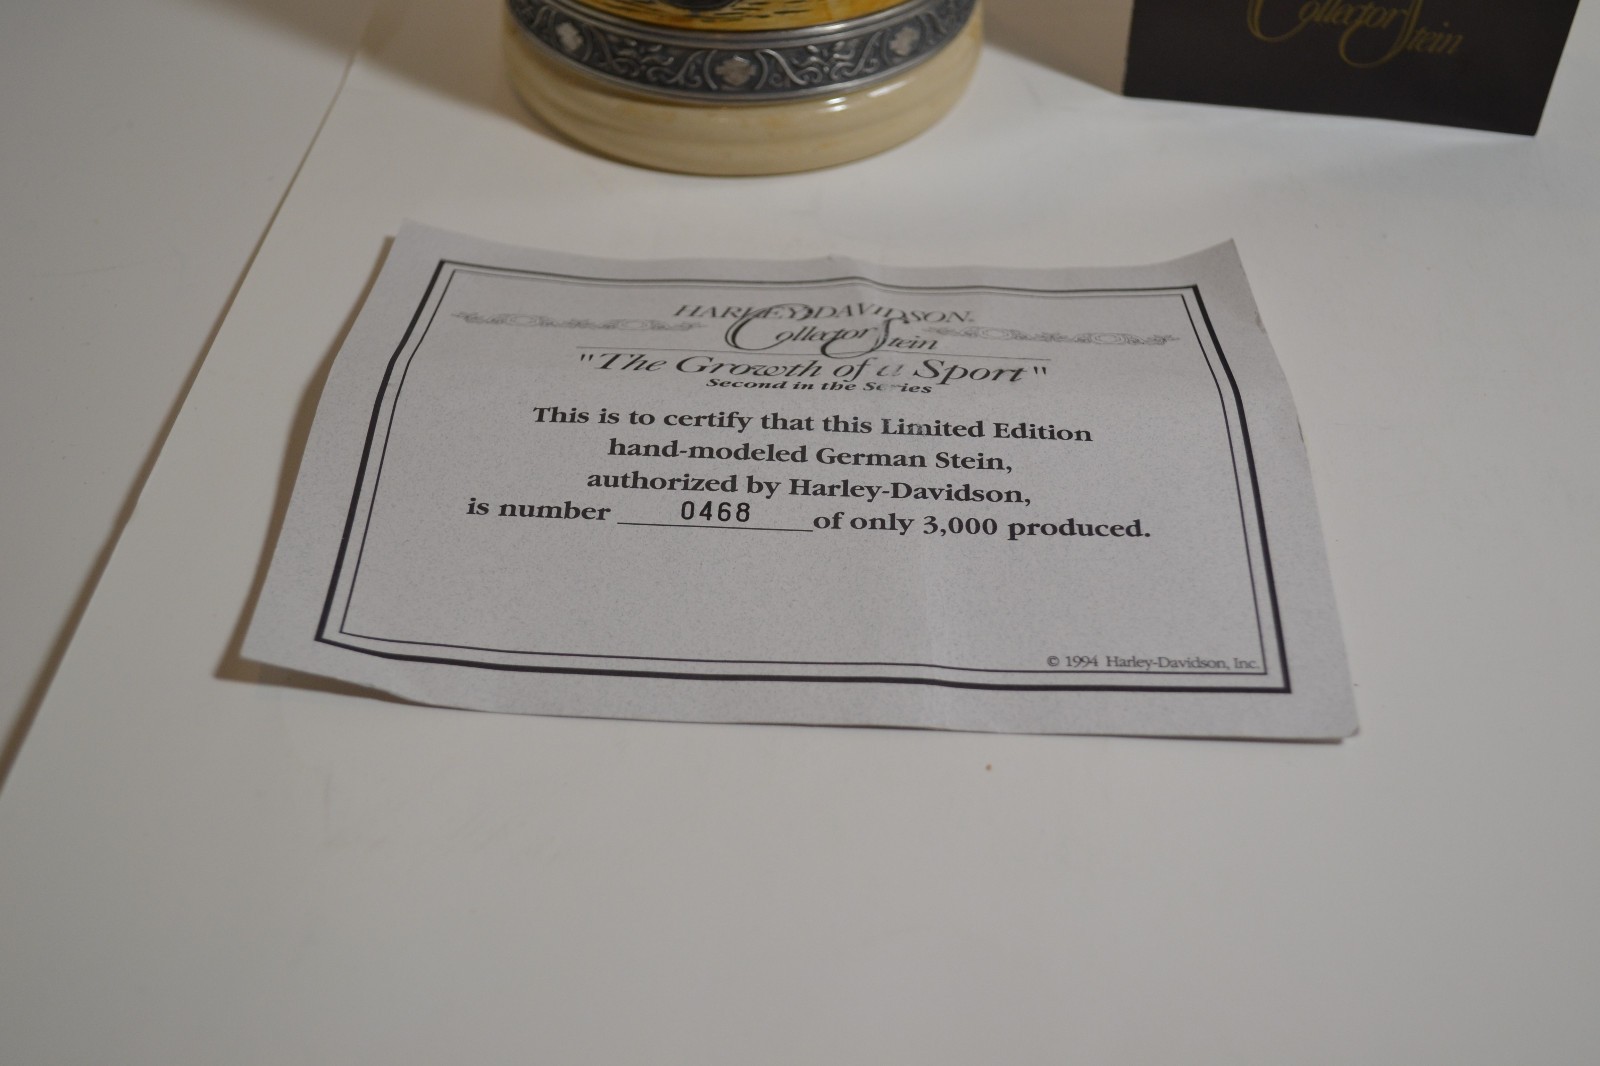 Collector Stein
HARLEY-DAVIDSON
Collector Stein
"The Growth of a Sport"
Second in the Series
This is to certify that this Limited Edition
hand-modeled German Stein,
authorized by Harley-Davidson,
is number 0468 of only 3,000 produced.
© 1994 Harley-Davidson, Inc.